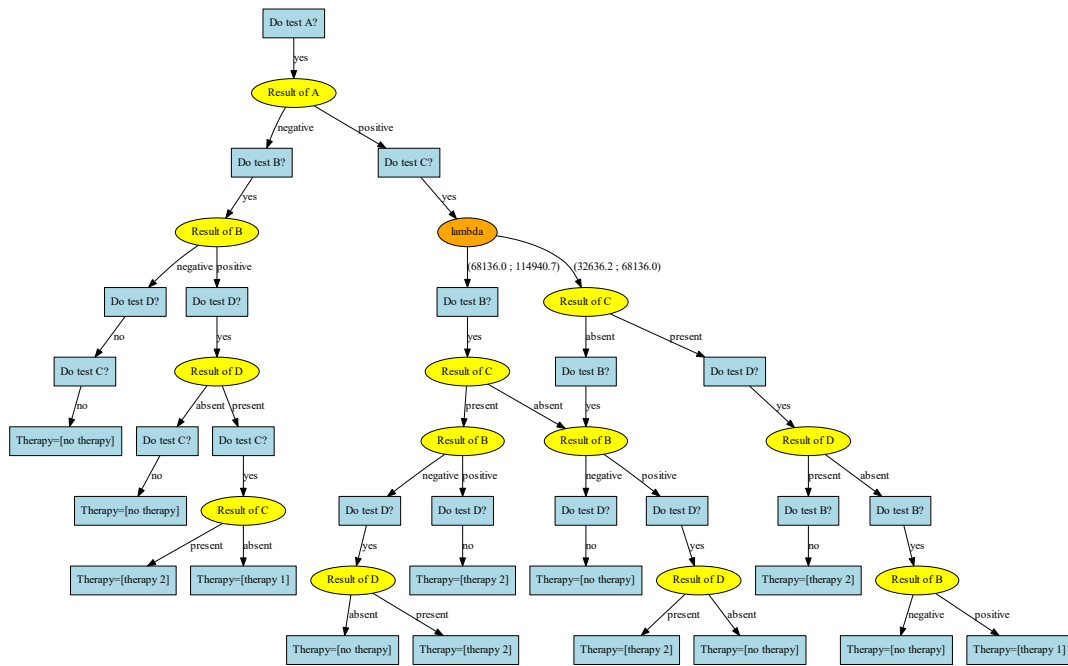 Do test A?
yes
Result of A
negative
positive
Do test B?
Do test C?
yes
yes
Result of B
lambda
negative
positive
(68136.0 ; 114940.7)
(32636.2 ; 68136.0)
Do test D?
Do test D?
Do test B?
Result of C
no
yes
yes
absent
present
Do test C?
Result of D
Result of C
Do test B?
Do test D?
no
absent
present
present
absent
yes
yes
Therapy=[no therapy]
Do test C?
Do test C?
Result of B
Result of B
Result of D
no
yes
negative
positive
negative
positive
present
absent
Therapy=[no therapy]
Result of C
Do test D?
Do test D?
Do test D?
Do test D?
Do test B?
Do test B?
present
absent
yes
no
no
yes
no
yes
Therapy=[therapy 2]
Therapy=[therapy 1]
Result of D
Therapy=[therapy 2]
Therapy=[no therapy]
Result of D
Therapy=[therapy 2]
Result of B
absent
present
present
absent
negative
positive
Therapy=[no therapy]
Therapy=[therapy 2]
Therapy=[therapy 2]
Therapy=[no therapy]
Therapy=[no therapy]
Therapy=[therapy 1]